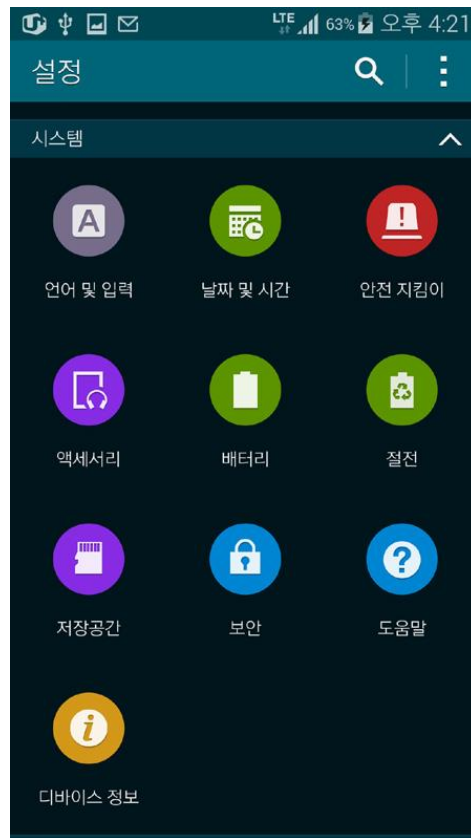 LTE 63% 오후 4:21
설정
시스템
A
언어 및 입력 날짜 및 시간 안전 지킴이
액세서리 배터리 절전
저장공간 보안 도움말
디바이스 정보